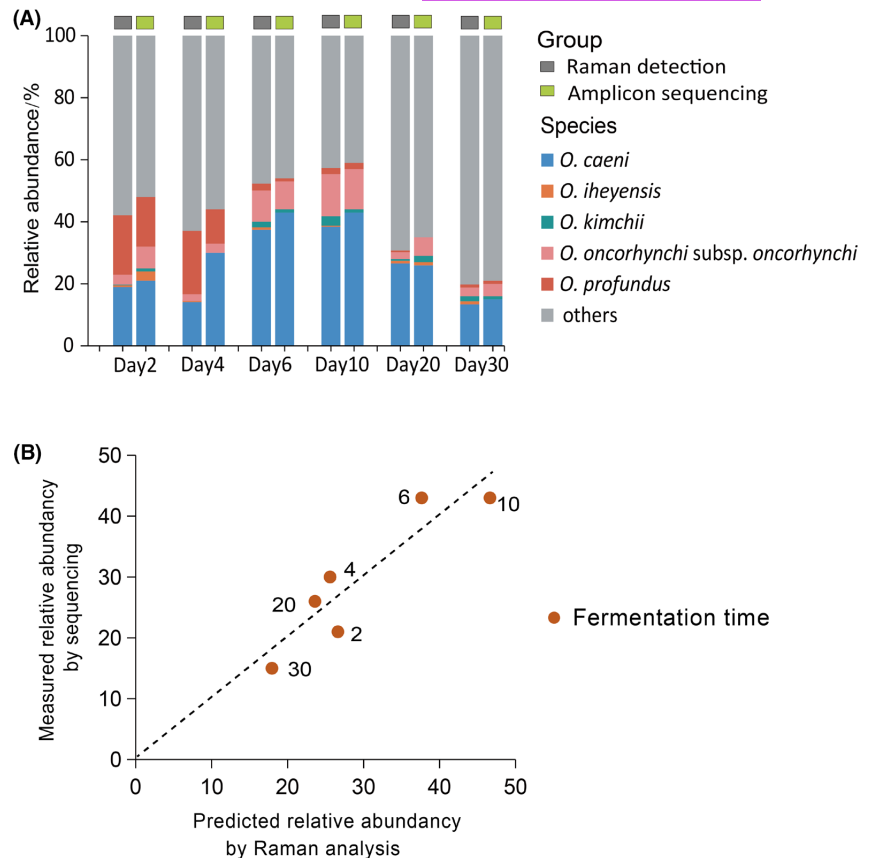 (A)
Relative abundance/%
100
80
60
40
20
0
Day2 Day4 Day6 Day10 Day20 Day30
Group
Raman detection
Amplicon sequencing
Species
O. caeni
O. iheyensis
O. kimchii
O. oncorhynchi subsp. oncorhynchi
O. profundus
others
(B)
Measured relative abundancy
by sequencing
50
40
30
20
10
0
6
10
4
20
2
30
0 10 20 30 40 50
Predicted relative abundancy
by Raman analysis
Fermentation time